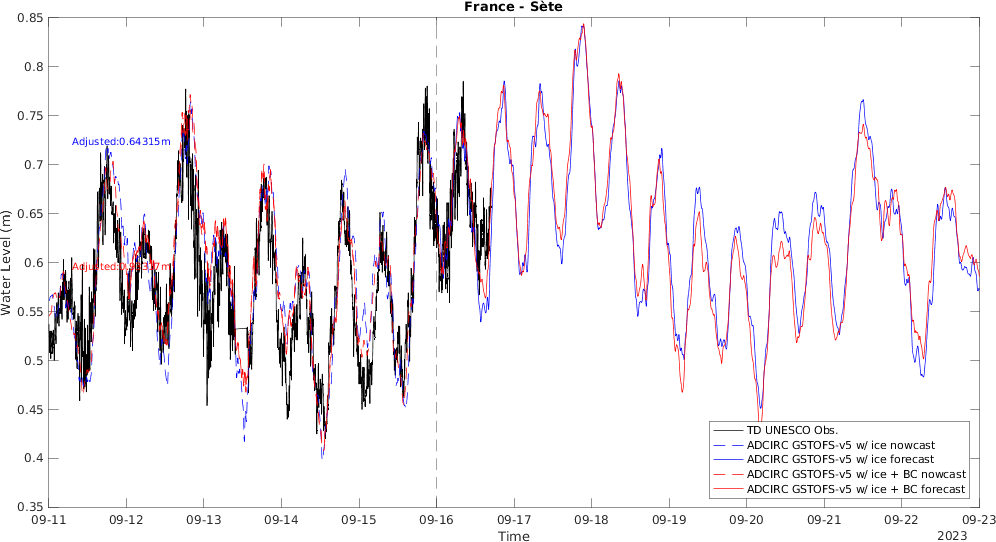 France - Sète
0.85
0.8
0.75
0.7
0.65
0.6
0.55
0.5
0.45
0.4
0.35
Water Level (m)
Adjusted:0.64315m
TD UNESCO Obs.
ADCIRC GSTOFS-v5 w/ ice nowcast
ADCIRC GSTOFS-v5 w/ ice forecast
ADCIRC GSTOFS-v5 w/ ice + BC nowcast
ADCIRC GSTOFS-v5 w/ ice + BC forecast
09-11 09-12 09-13 09-14 09-15 09-16 09-17 09-18 09-19 09-20 09-21 09-22 09-23
Time
2023